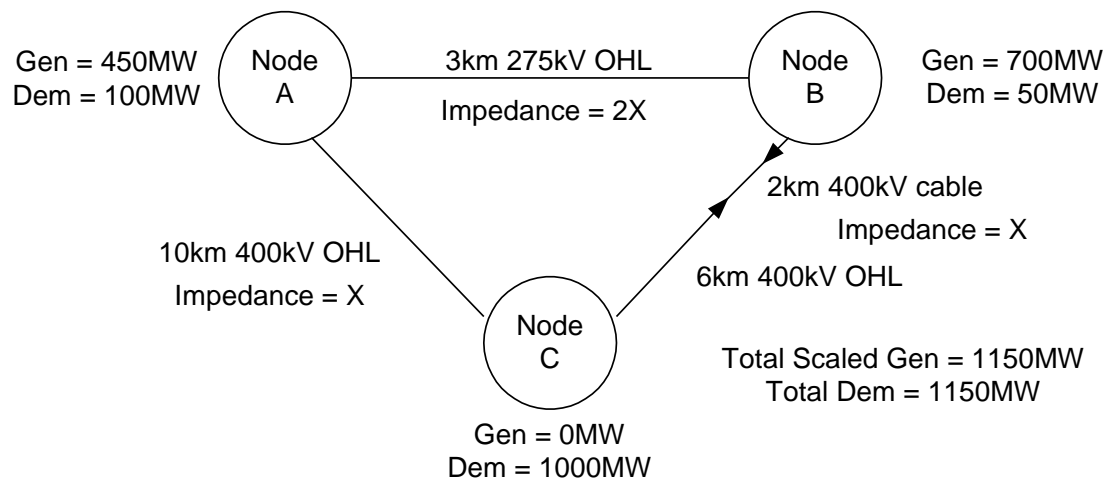 Gen = 450MW
Dem = 100MW
Node
A
3km 275kV OHL
Impedance = 2X
Node
B
Gen = 700MW
Dem = 50MW
2km 400kV cable
Impedance = X
10km 400kV OHL
Impedance = X
6km 400kV OHL
Node
C
Total Scaled Gen = 1150MW
Total Dem = 1150MW
Gen = 0MW
Dem = 1000MW